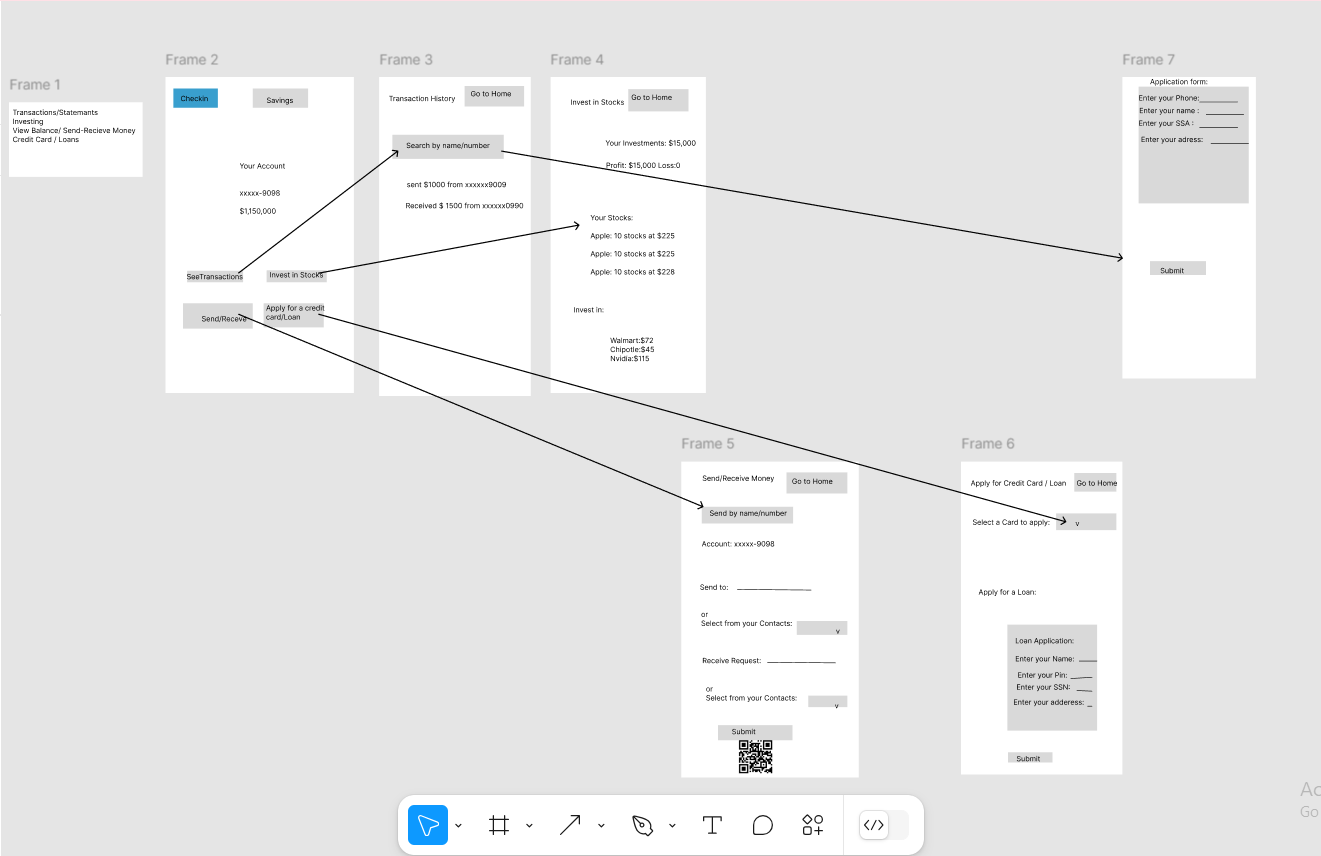 Frame 1
Transactions/Statemants
Investing
View Balance/ Send-Recieve Money
Credit Card / Loans
Frame 2
Checkin
Savings
Your Account
xxxxx-9098
$1,150,000
SeeTransactions
Invest in Stocks
Send/Receve
Apply for a credit
card/Loan
Frame 3
Transaction History
Go to Home
Search by name/number
sent $1000 from xxxxxx9009
Received $ 1500 from xxxxxx0990
Frame 4
Invest in Stocks
Go to Home
Your Investments: $15,000
Profit: $15,000 Loss:0
Your Stocks:
Apple: 10 stocks at $225
Apple: 10 stocks at $225
Apple: 10 stocks at $228
Invest in:
Walmart:$72
Chipotle:$45
Nvidia:$115
Frame 7
Application form:
Enter your Phone:__________
Enter your name : __________
Enter your SSA : __________
Enter your adress: __________
Submit
Frame 5
Send/Receive Money
Go to Home
Send by name/number
Account: xxxxx-9098
Send to: __________
or
Select from your Contacts:
v
Receive Request: __________
or
Select from your Contacts:
v
Submit
Frame 6
Apply for Credit Card / Loan
Go to Home
Select a Card to apply:
v
Apply for a Loan:
Loan Application:
Enter your Name: ____
Enter your Pin: ____
Enter your SSN: ____
Enter your adderess: _
Submit
Go